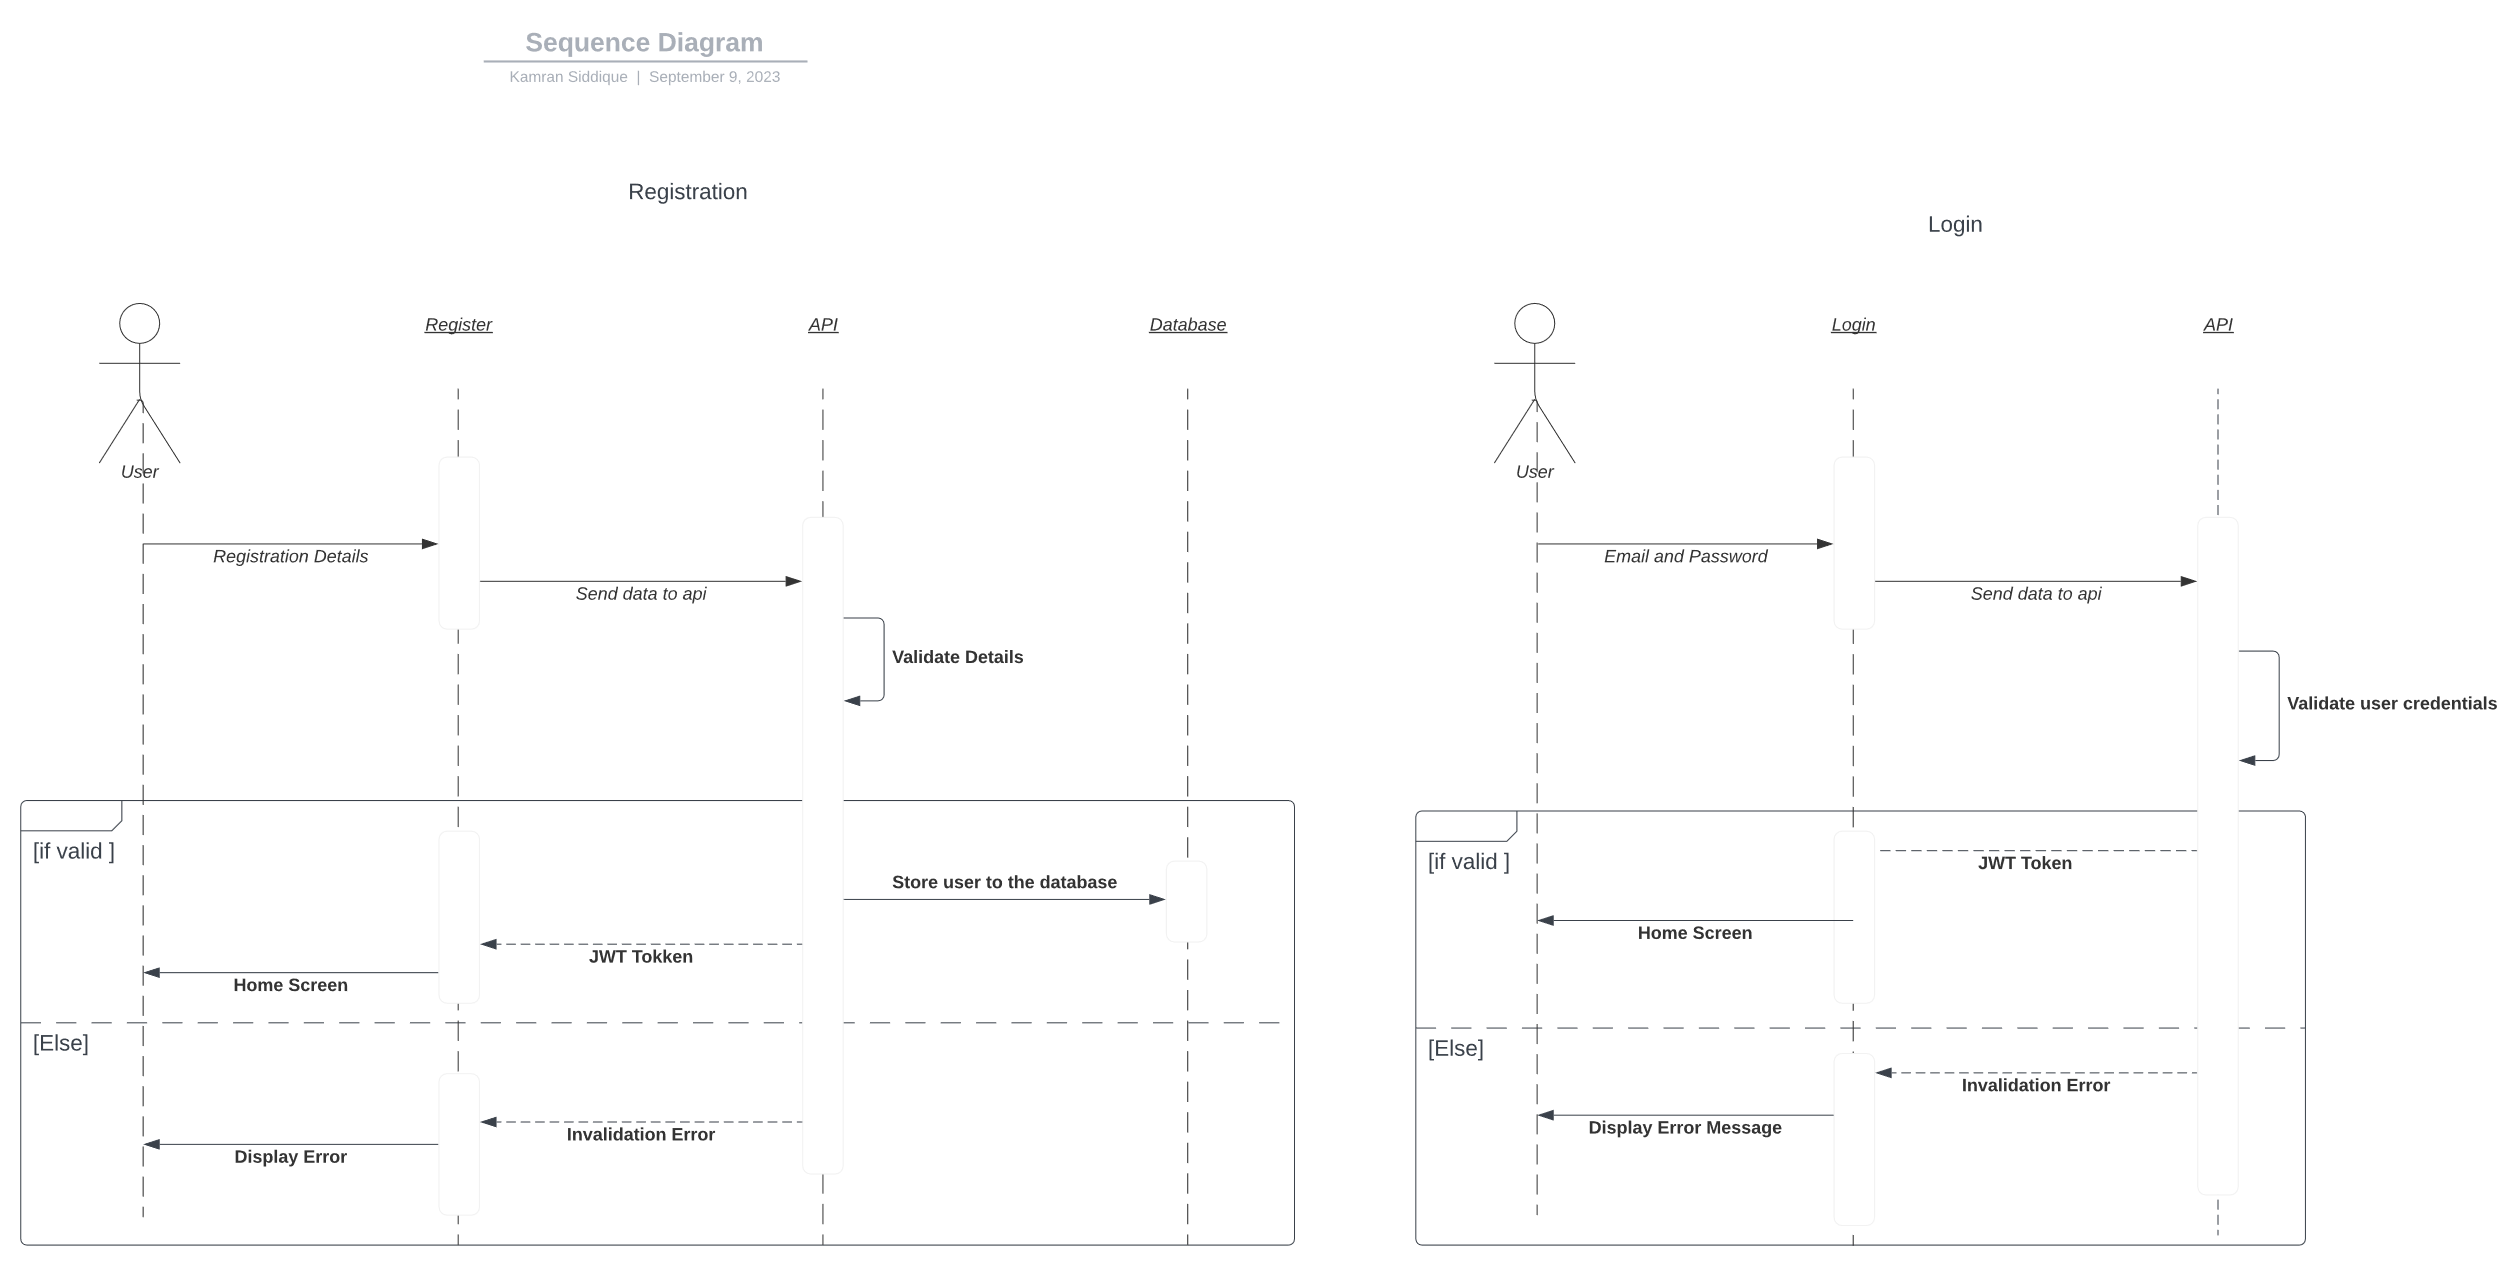 Sequence Diagram
Kamran Siddique | September 9, 2023
Registration
Register
API
Database
User
Registration Details
Send data to api
Validate Details
[if valid ]
Store user to the database
JWT Tokken
Home Screen
[Else]
Invalidation Error
Display Error
Login
Login
API
User
Email and Password
Send data to api
Validate user credentials
[if valid ]
JWT Token
Home Screen
[Else]
Invalidation Error
Display Error Message